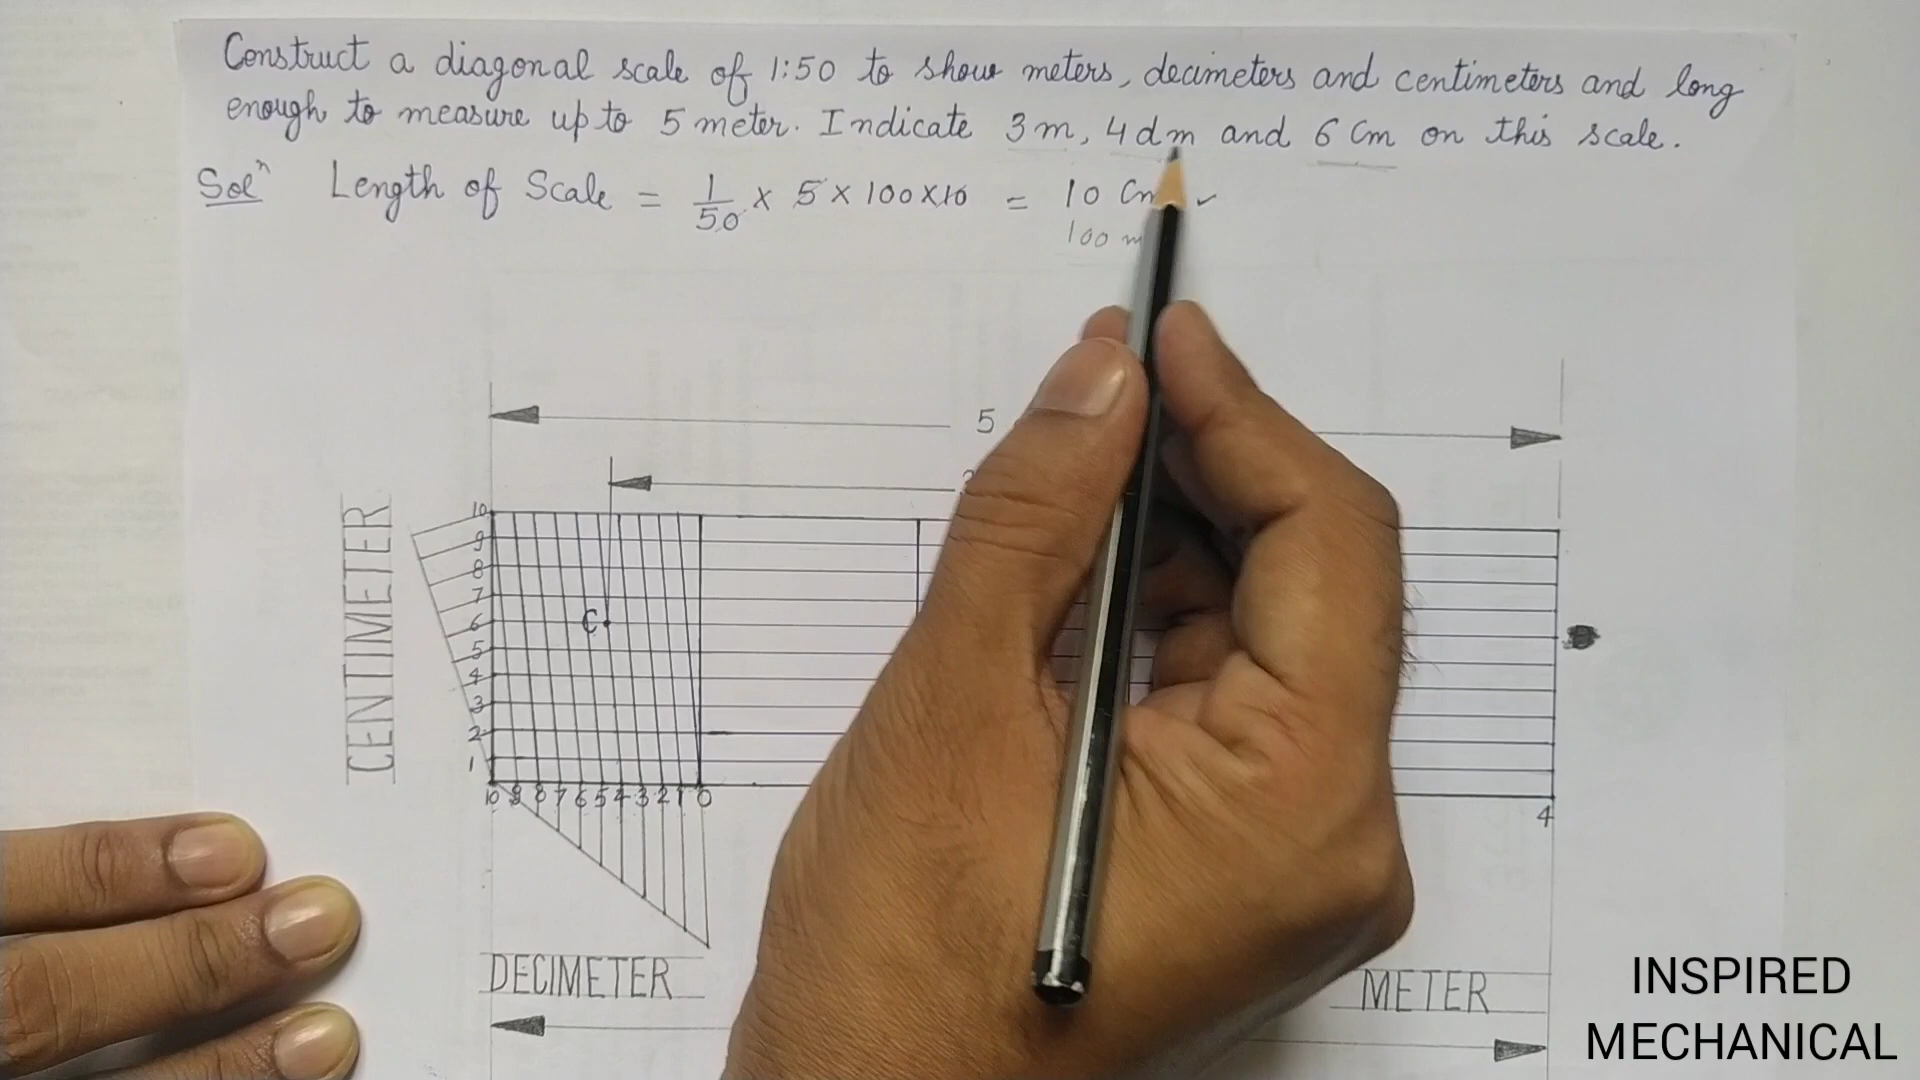 Construct a diagonal scale of 1:50 to show meters, decimeters and centimeters and long
enough to measure up to 5 meter. Indicate 3m, 4dm and 6 Cm on this scale.
Solⁿ Length of Scale = 1/50 × 5 × 100 × 10 = 10 Cm ✓
100 m
5
CENTIMETER
10
9
8
7
6
5
4
3
2
1
C
10 9 8 7 6 5 4 3 2 1 0
4
DECIMETER
METER
INSPIRED
MECHANICAL